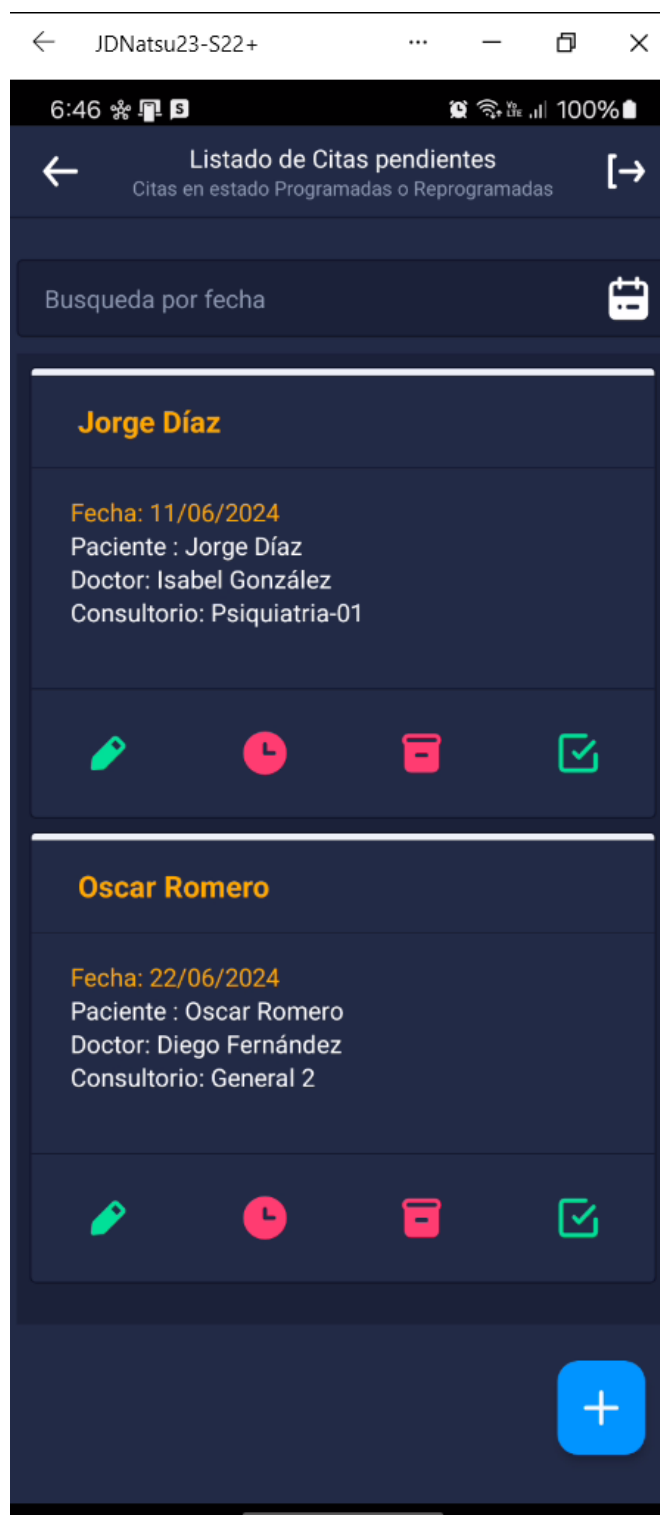 JDNatsu23-S22+
6:46 S Vo LTE 100%
Listado de Citas pendientes
Citas en estado Programadas o Reprogramadas
Busqueda por fecha
Jorge Díaz
Fecha: 11/06/2024
Paciente : Jorge Díaz
Doctor: Isabel González
Consultorio: Psiquiatria-01
Oscar Romero
Fecha: 22/06/2024
Paciente : Oscar Romero
Doctor: Diego Fernández
Consultorio: General 2